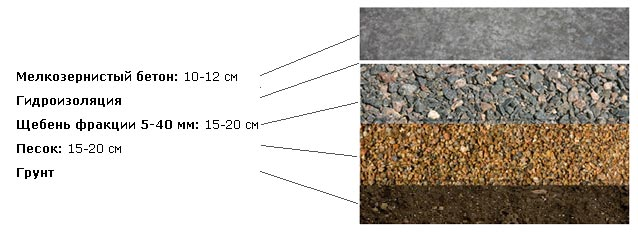 Мелкозернистый бетон: 10-12 см
Гидроизоляция
Щебень фракции 5-40 мм: 15-20 см
Песок: 15-20 см
Грунт